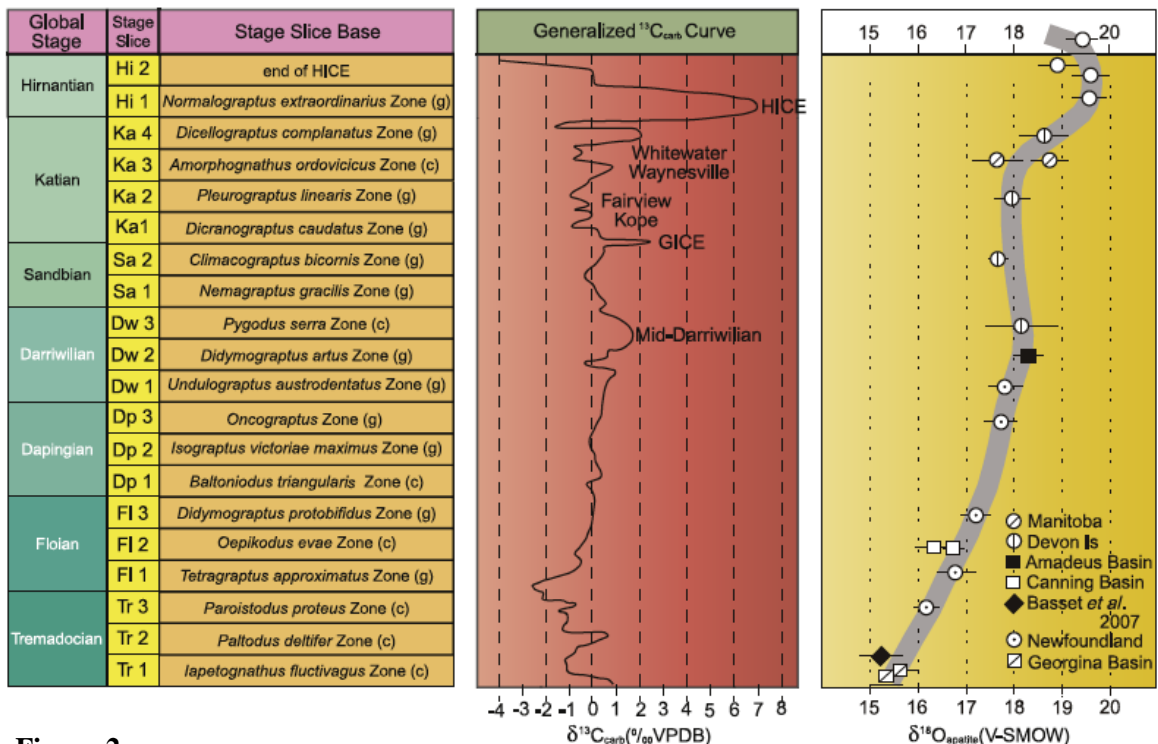 Global Stage
Stage Slice
Stage Slice Base
Generalized ¹³Ccarb Curve
15 16 17 18 19 20
Hirnantian
Hi 2
end of HICE
Hi 1
Normalograptus extraordinarius Zone (g)
Katian
Ka 4
Dicellograptus complanatus Zone (g)
Ka 3
Amorphognathus ordovicicus Zone (c)
Ka 2
Pleurograptus linearis Zone (g)
Ka1
Dicranograptus caudatus Zone (g)
Sandbian
Sa 2
Climacograptus bicornis Zone (g)
Sa 1
Nemagraptus gracilis Zone (g)
Darriwilian
Dw 3
Pygodus serra Zone (c)
Dw 2
Didymograptus artus Zone (g)
Dw 1
Undulograptus austrodentatus Zone (g)
Dapingian
Dp 3
Oncograptus Zone (g)
Dp 2
Isograptus victoriae maximus Zone (g)
Dp 1
Baltoniodus triangularis Zone (c)
Floian
Fl 3
Didymograptus protobifidus Zone (g)
Fl 2
Oepikodus evae Zone (c)
Fl 1
Tetragraptus approximatus Zone (g)
Tremadocian
Tr 3
Paroistodus proteus Zone (c)
Tr 2
Paltodus deltifer Zone (c)
Tr 1
Iapetognathus fluctivagus Zone (c)
HICE
Whitewater
Waynesville
Fairview
Kope
GICE
Mid-Darriwilian
-4 -3 -2 -1 0 1 2 3 4 5 6 7 8
δ¹³Ccarb(°/₀₀VPDB)
Manitoba
Devon Is
Amadeus Basin
Canning Basin
Basset et al.
2007
Newfoundland
Georgina Basin
15 16 17 18 19 20
δ¹⁸Oapatite(V-SMOW)